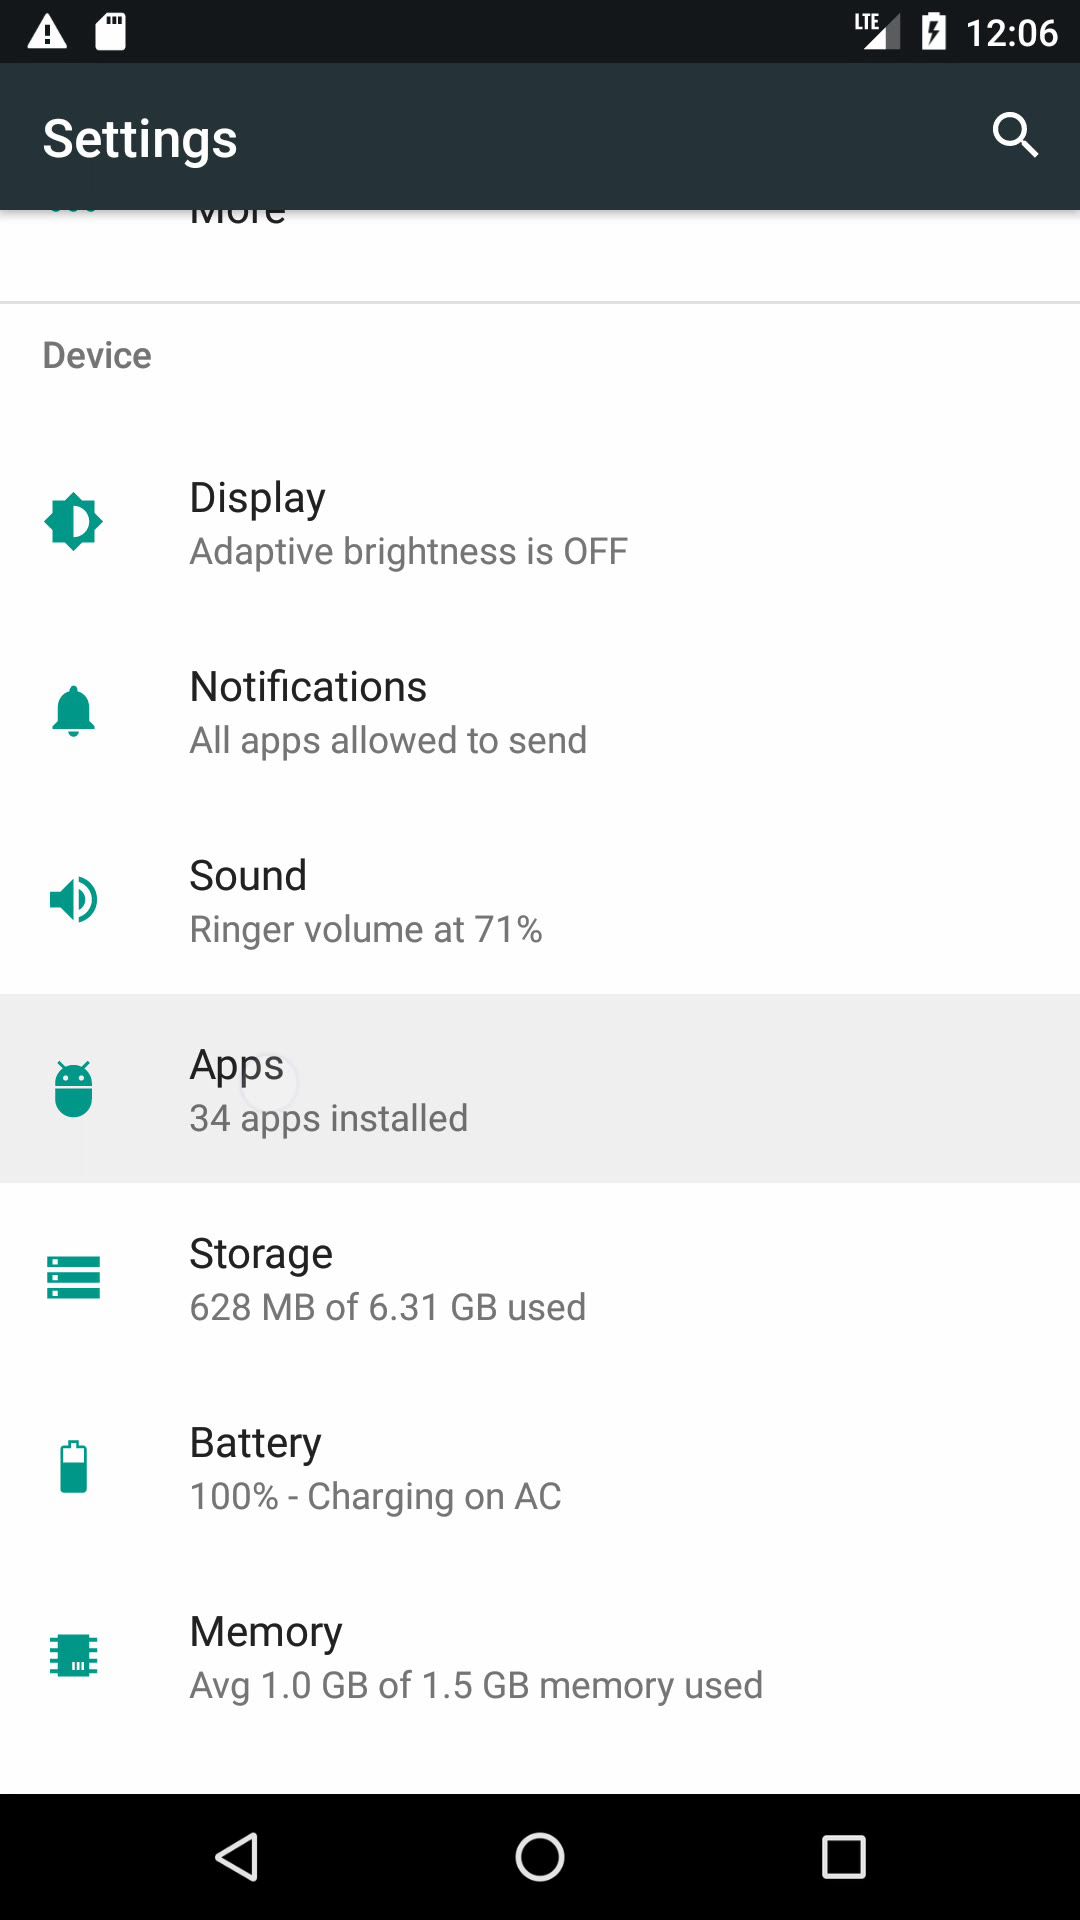 LTE 12:06
Settings
More
Device
Display
Adaptive brightness is OFF
Notifications
All apps allowed to send
Sound
Ringer volume at 71%
Apps
34 apps installed
Storage
628 MB of 6.31 GB used
Battery
100% - Charging on AC
Memory
Avg 1.0 GB of 1.5 GB memory used